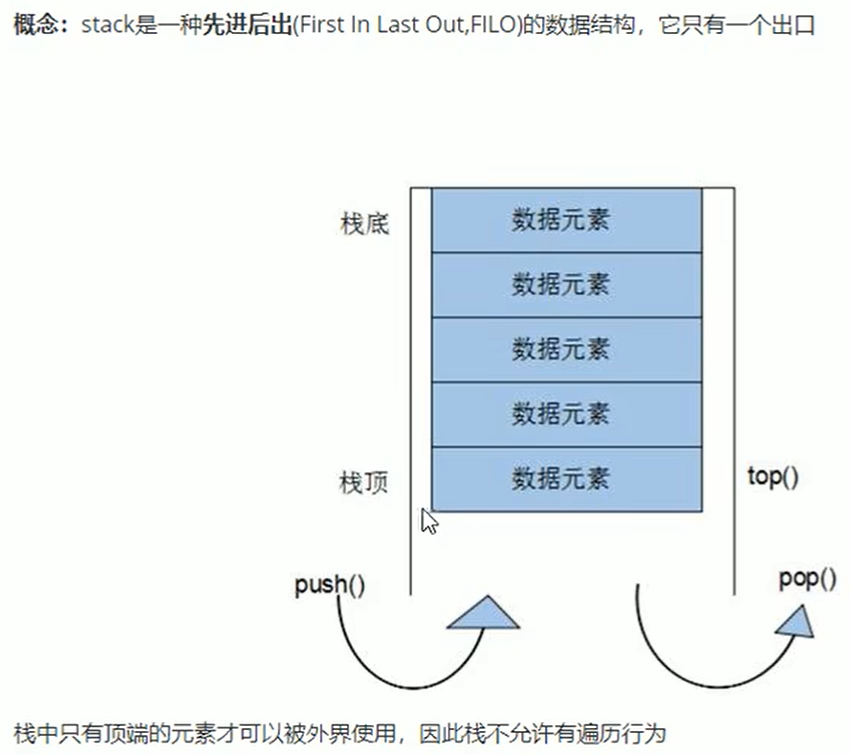 概念：stack是一种先进后出(First In Last Out,FILO)的数据结构，它只有一个出口
栈底
数据元素
数据元素
数据元素
数据元素
栈顶
数据元素
top()
push()
pop()
栈中只有顶端的元素才可以被外界使用，因此栈不允许有遍历行为